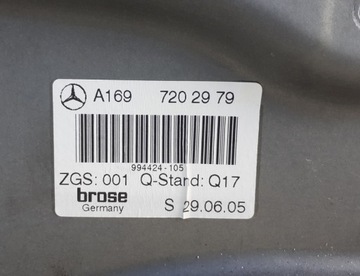 A169 720 29 79
994424-105
ZGS: 001 Q-Stand: Q17
brose
Germany
S 29.06.05